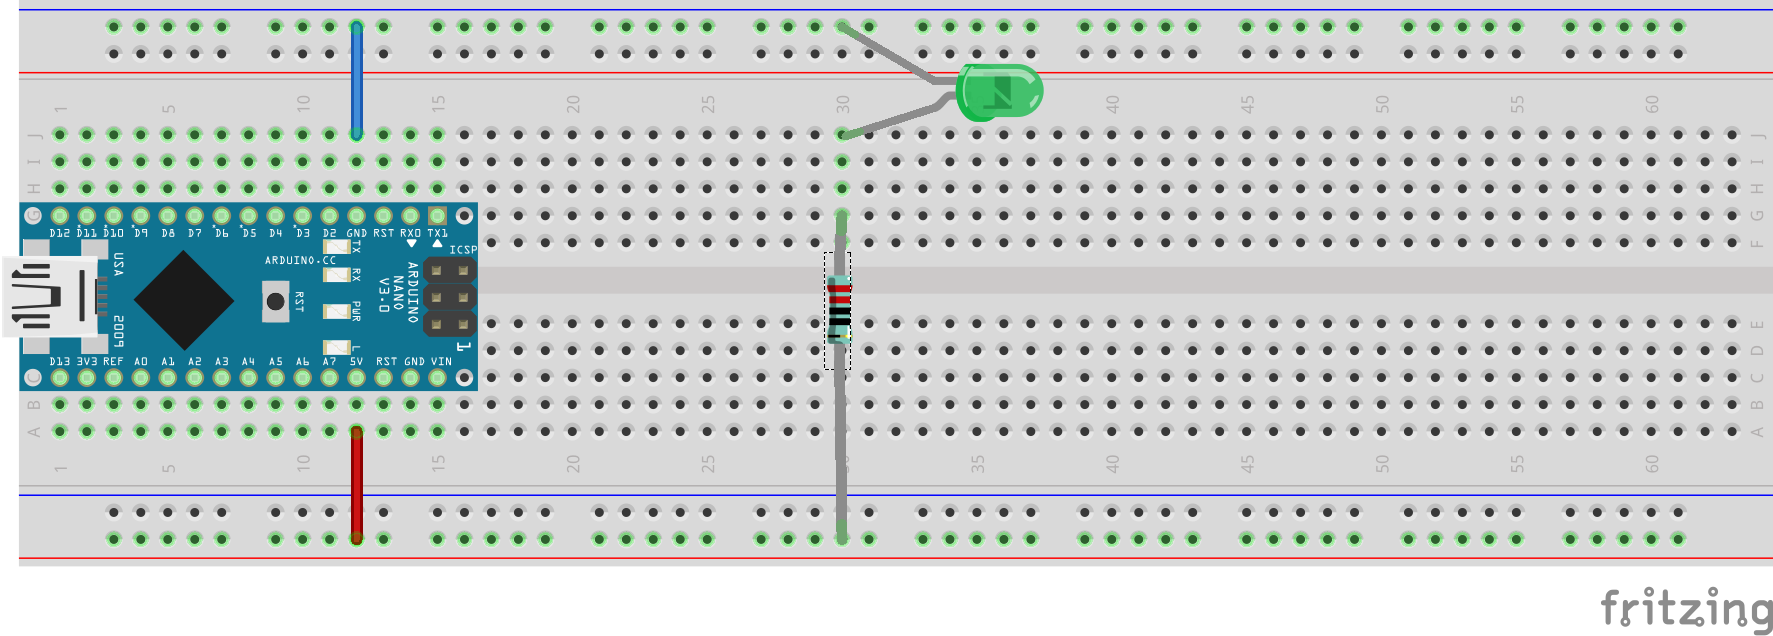 1 5 10 15 20 25 30 35 40 45 50 55 60
J J
I I
H H
G G
D12 D11 D10 D9 D8 D7 D6 D5 D4 D3 D2 GND RST RX0 TX1
F
ICSP
USA
ARDUINO.CC
TX
RX
RST
PWR
L
ARDUINO
NANO
V3.0
2009
1
E
D13 3V3 REF A0 A1 A2 A3 A4 A5 A6 A7 5V RST GND VIN
D
C C
B B
A A
1 5 10 15 20 25 30 35 40 45 50 55 60
fritzing